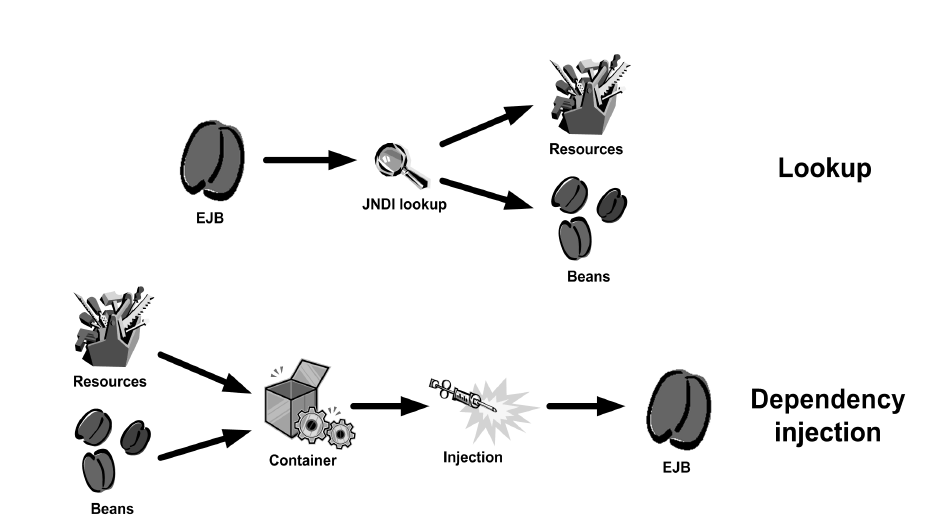 Resources
Lookup
JNDI lookup
EJB
Beans
Resources
Dependency
injection
Container
Injection
EJB
Beans